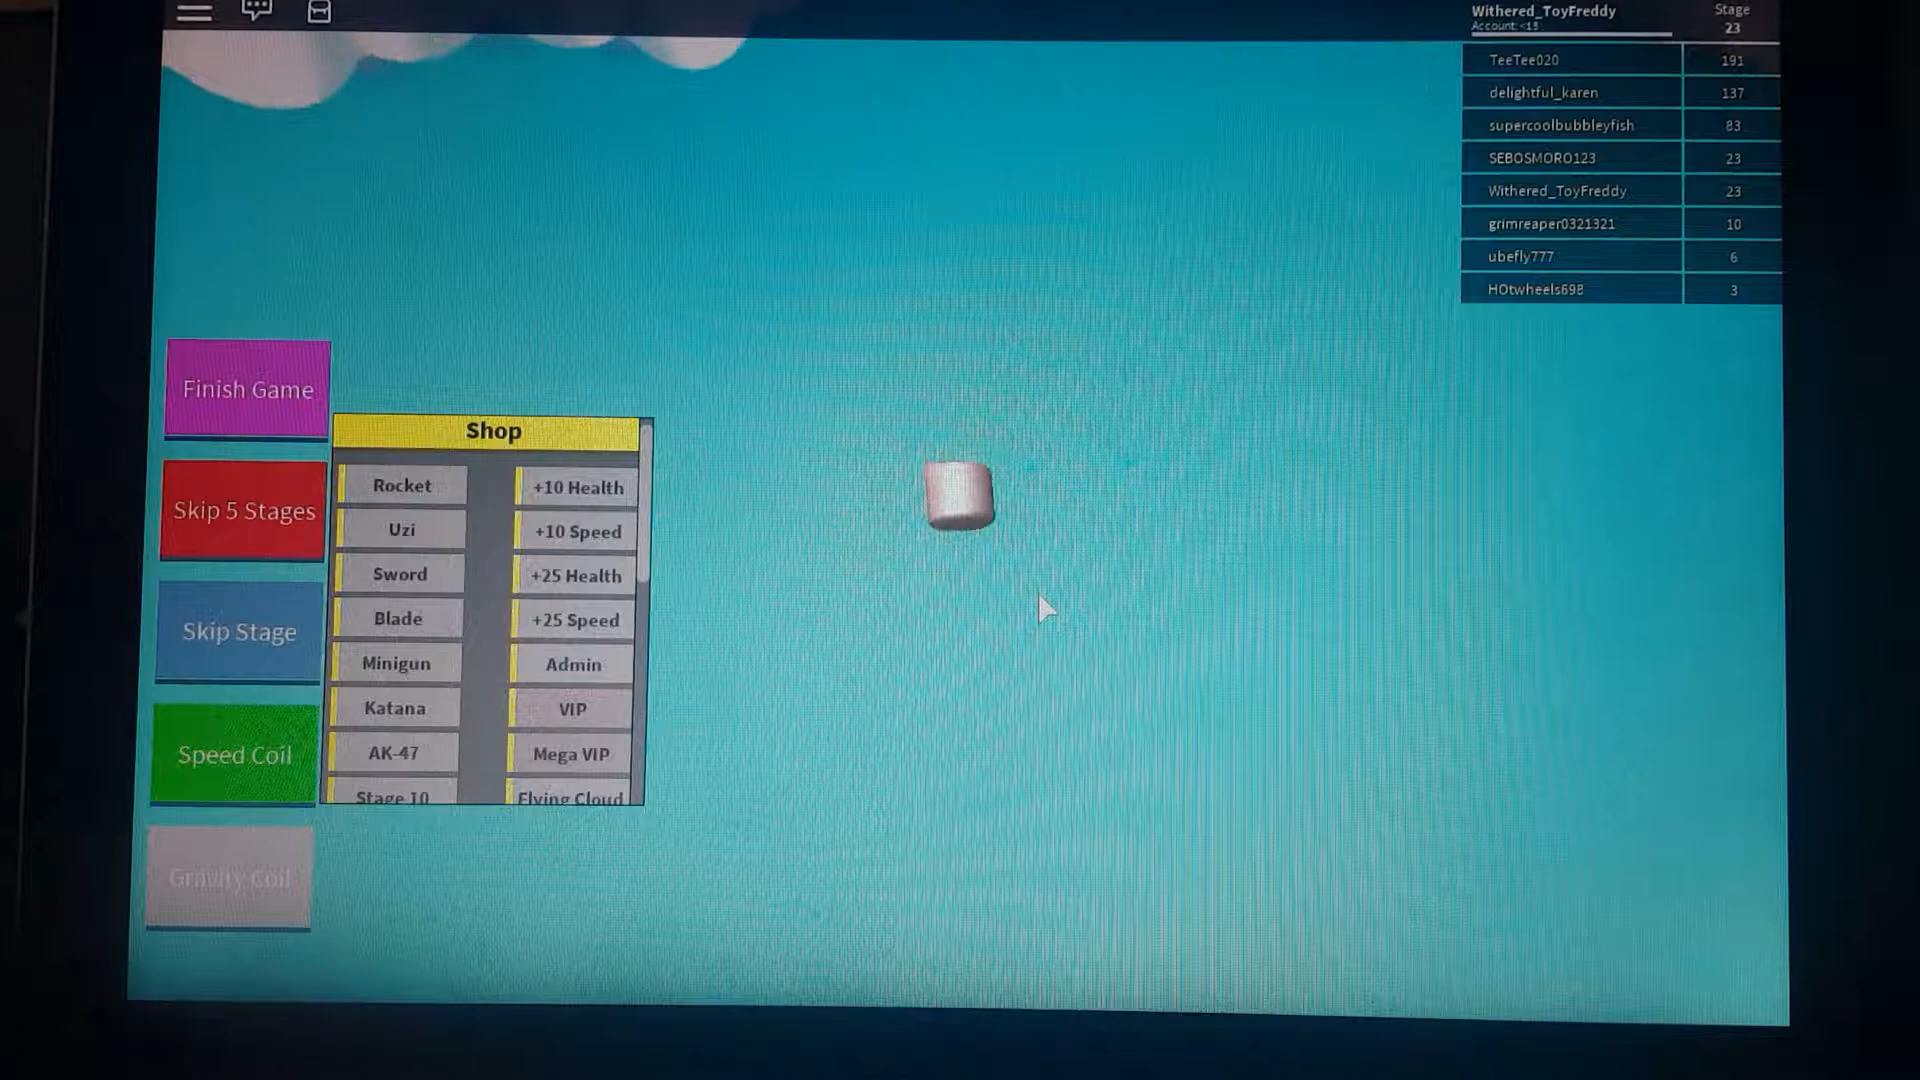 Withered_ToyFreddy
Account: <13
Stage
23
TeeTee020 191
delightful_karen 137
supercoolbubbleyfish 83
SEBOSMORO123 23
Withered_ToyFreddy 23
grimreaper0321321 10
ubefly777 6
HOtwheels698 3
Finish Game
Skip 5 Stages
Skip Stage
Speed Coil
Gravity Coil
Shop
Rocket +10 Health
Uzi +10 Speed
Sword +25 Health
Blade +25 Speed
Minigun Admin
Katana VIP
AK-47 Mega VIP
Stage 10 Flying Cloud